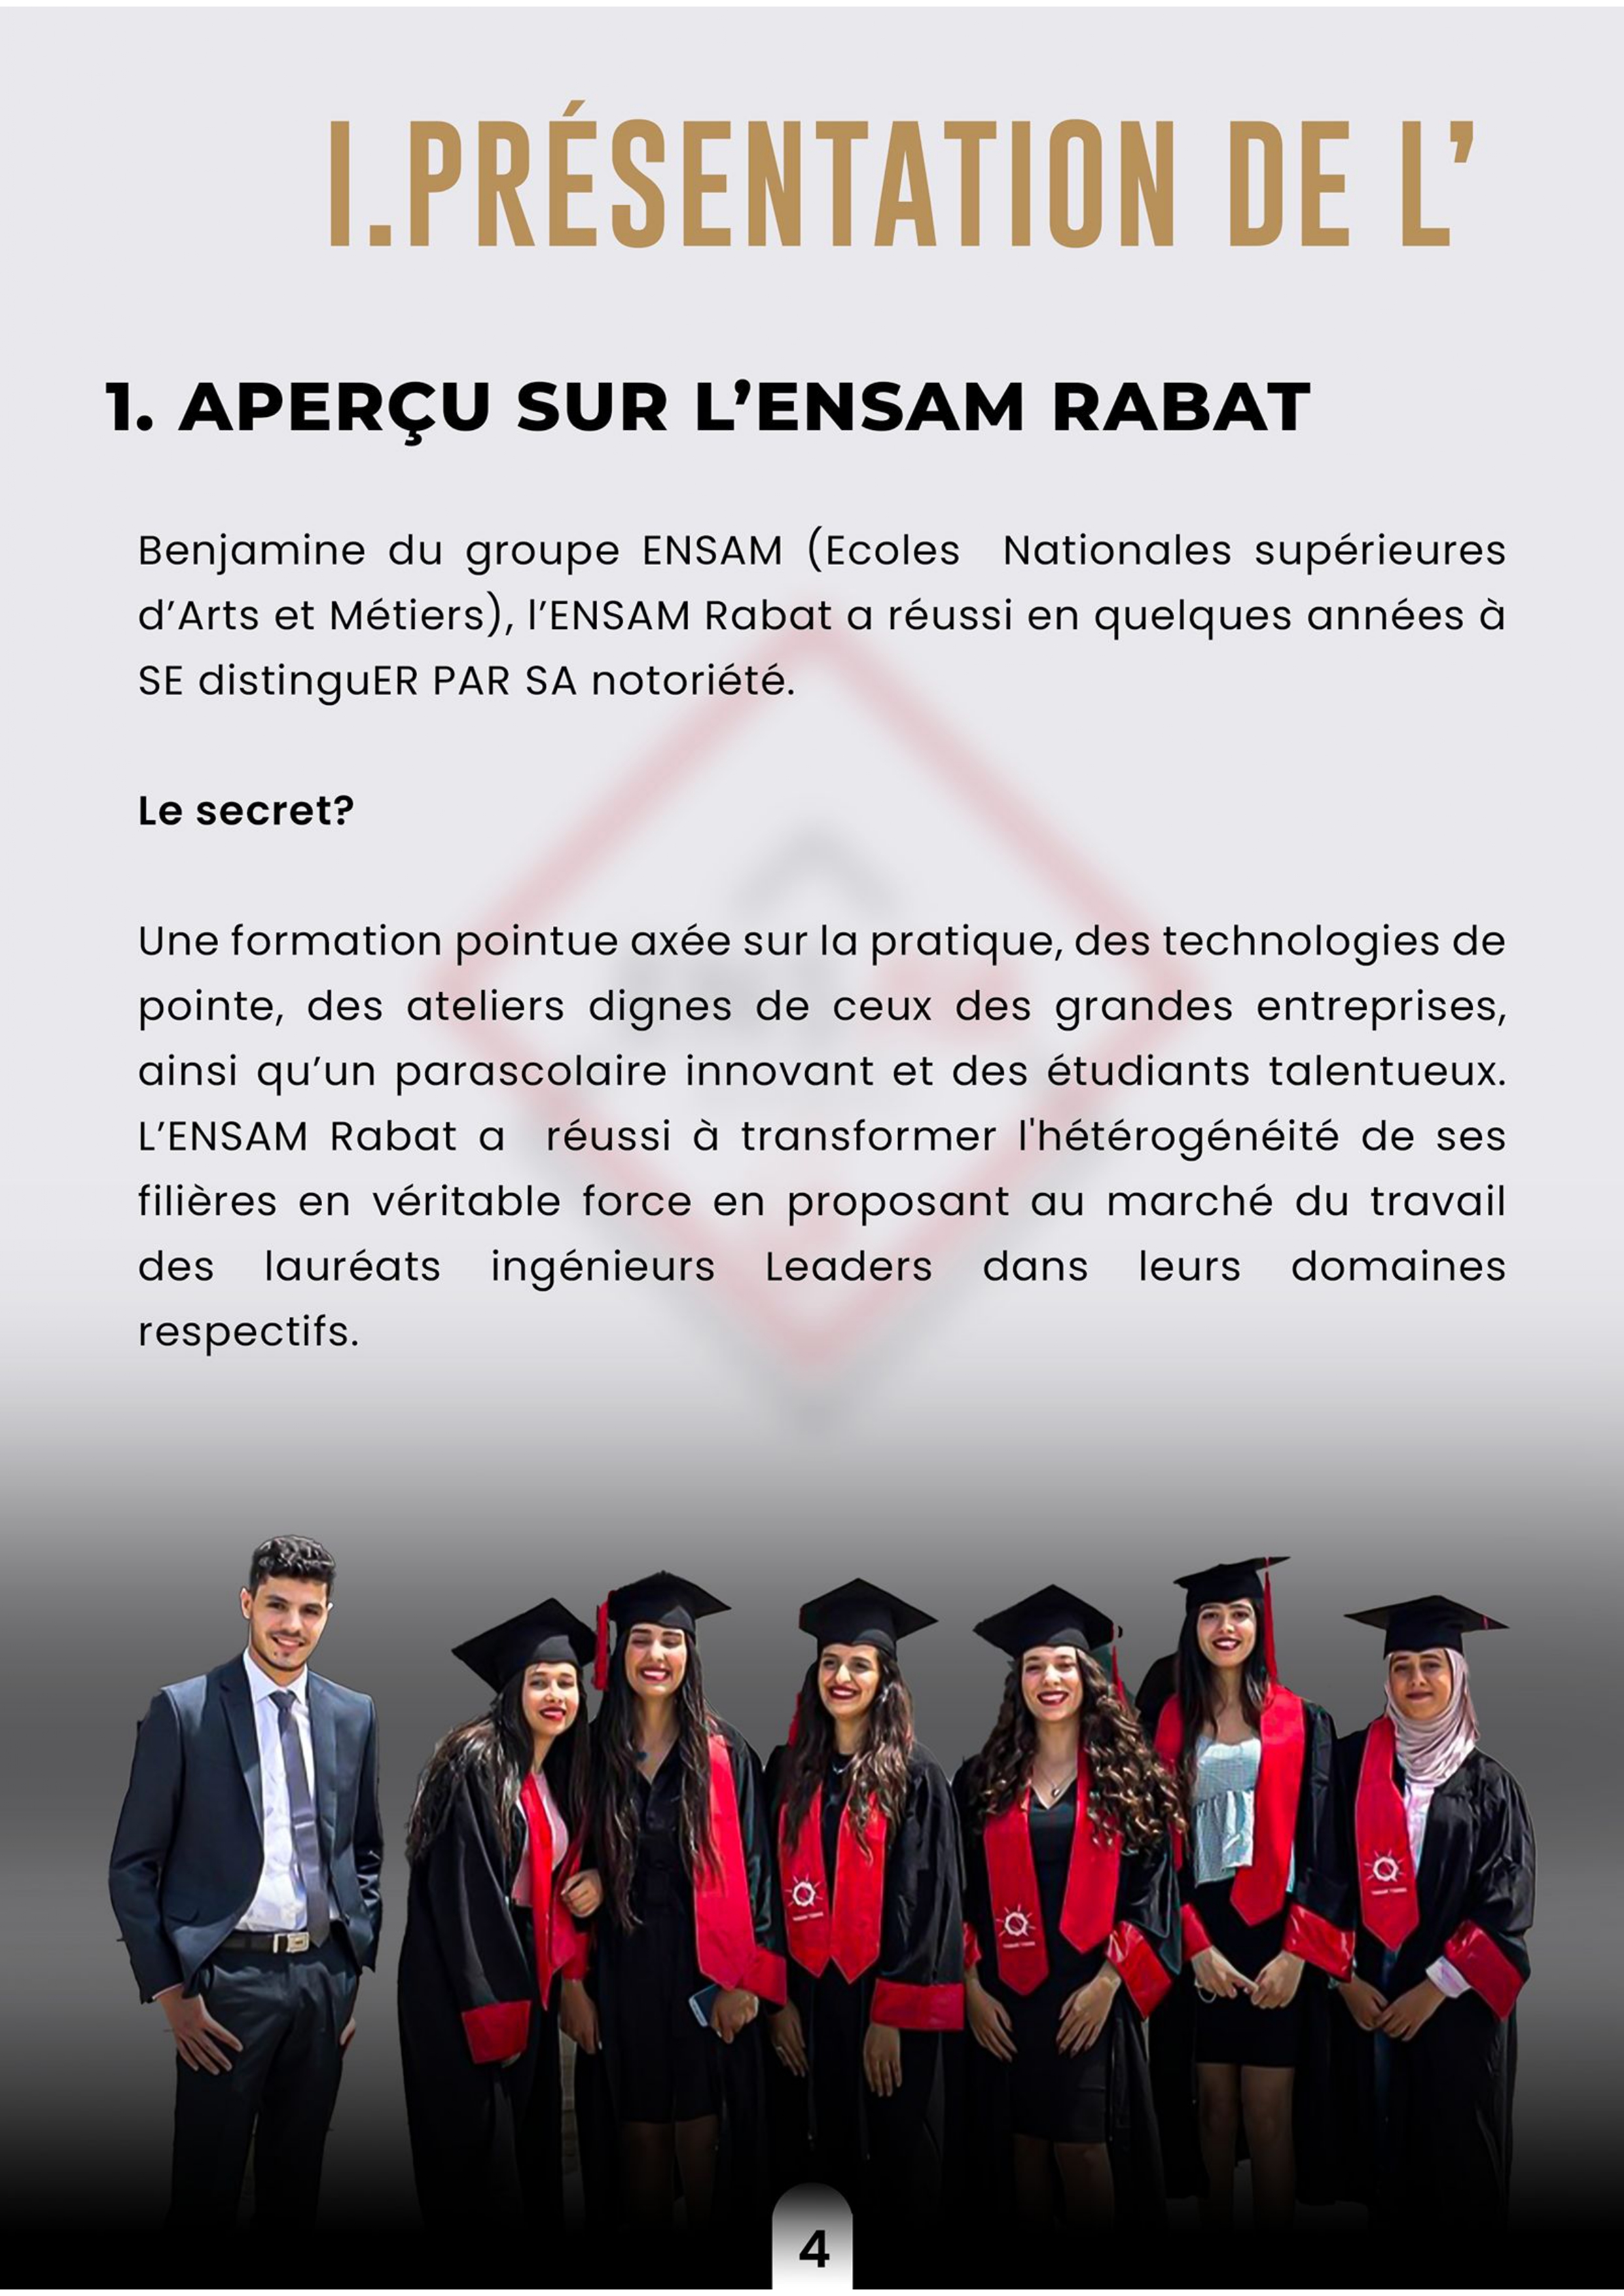 I.PRÉSENTATION DE L’
1. APERÇU SUR L’ENSAM RABAT
Benjamine du groupe ENSAM (Ecoles Nationales supérieures
d’Arts et Métiers), l’ENSAM Rabat a réussi en quelques années à
SE distinguER PAR SA notoriété.
Le secret?
Une formation pointue axée sur la pratique, des technologies de
pointe, des ateliers dignes de ceux des grandes entreprises,
ainsi qu’un parascolaire innovant et des étudiants talentueux.
L’ENSAM Rabat a réussi à transformer l'hétérogénéité de ses
filières en véritable force en proposant au marché du travail
des lauréats ingénieurs Leaders dans leurs domaines
respectifs.
4